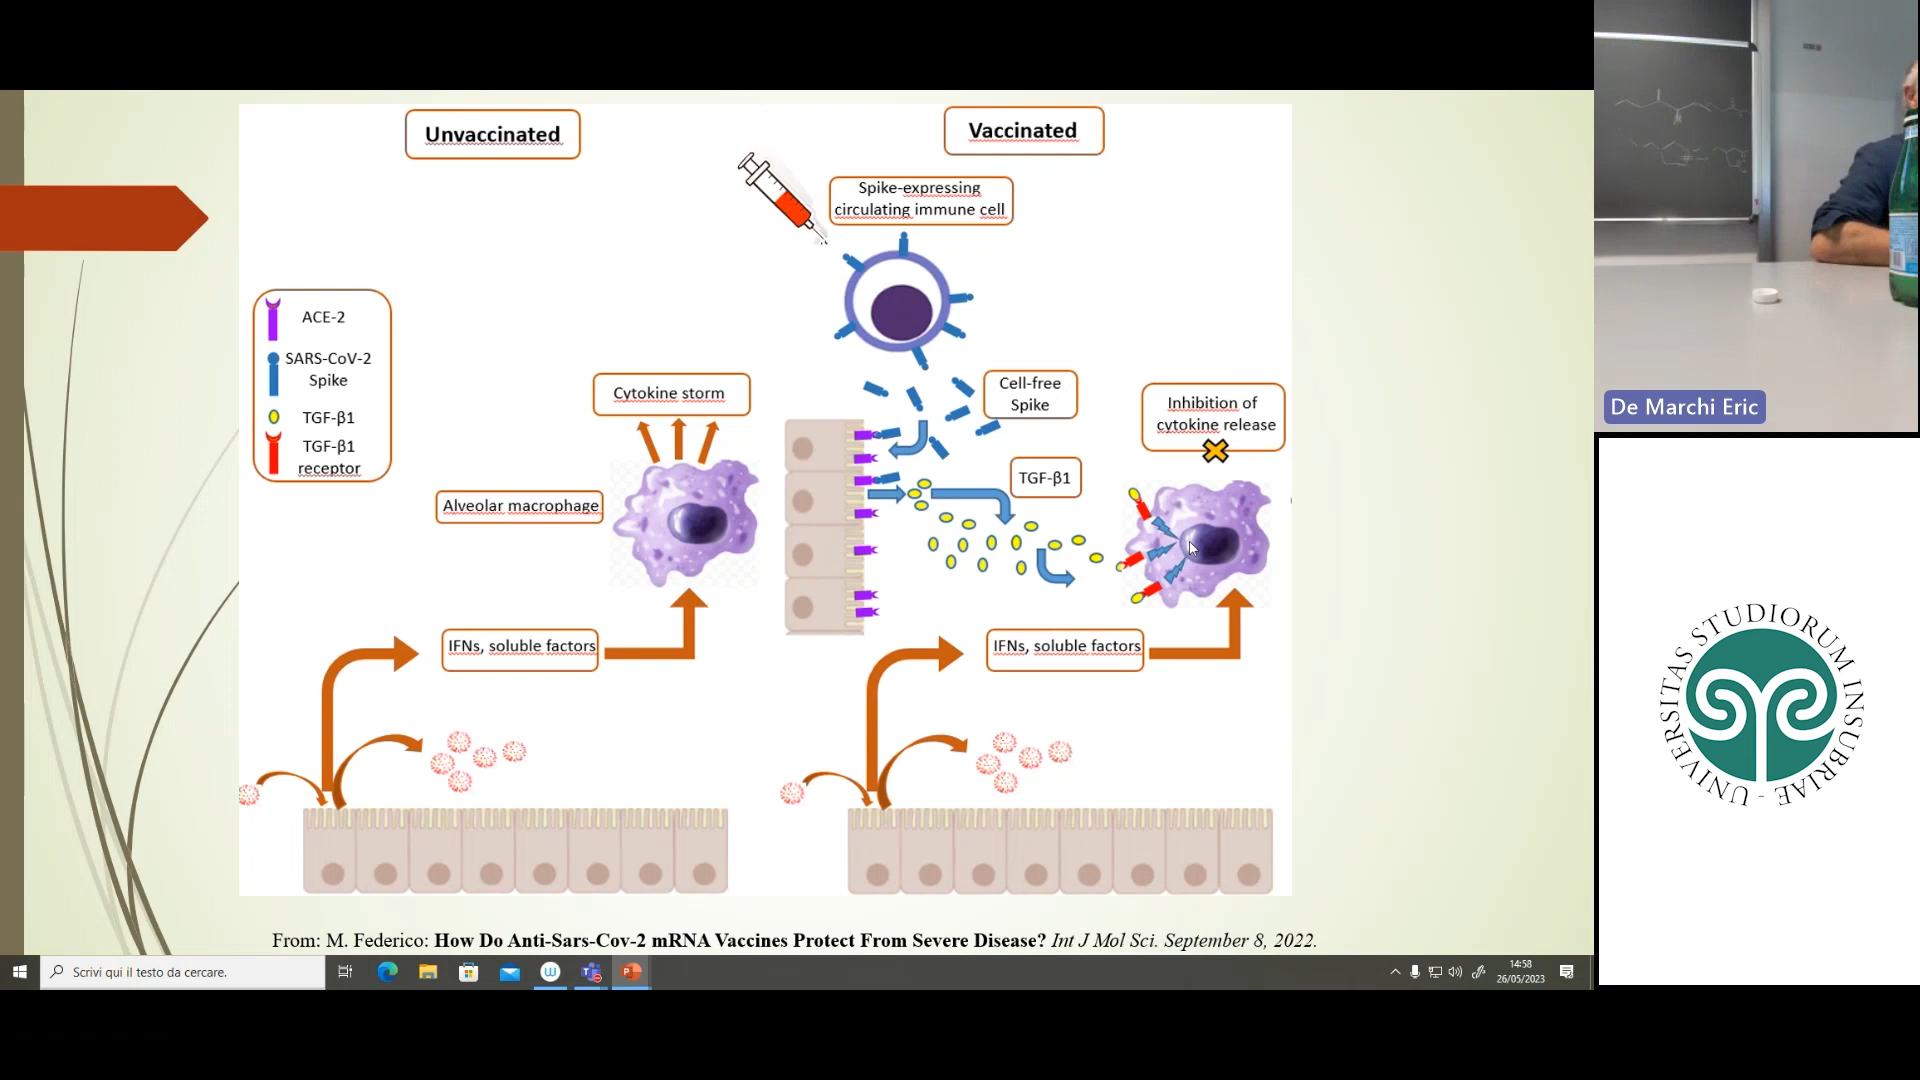 Unvaccinated
Vaccinated
Spike-expressing
circulating immune cell
ACE-2
SARS-CoV-2
Spike
TGF-β1
TGF-β1
receptor
Cytokine storm
Cell-free
Spike
Inhibition of
cytokine release
TGF-β1
Alveolar macrophage
IFNs, soluble factors
IFNs, soluble factors
From: M. Federico: How Do Anti-Sars-Cov-2 mRNA Vaccines Protect From Severe Disease? Int J Mol Sci. September 8, 2022.
Scrivi qui il testo da cercare.
14:58
26/05/2023
De Marchi Eric
UNIVERSITAS STUDIORUM INSUBRIAE